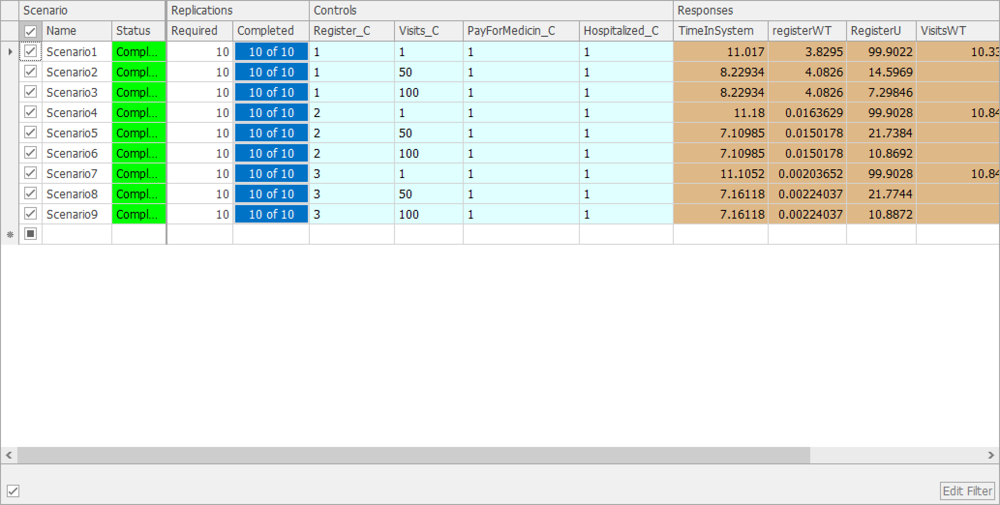 Scenario Replications Controls Responses
Name Status Required Completed Register_C Visits_C PayForMedicin_C Hospitalized_C TimeInSystem registerWT RegisterU VisitsWT
Scenario1 Compl... 10 10 of 10 1 1 1 1 11.017 3.8295 99.9022 10.33
Scenario2 Compl... 10 10 of 10 1 50 1 1 8.22934 4.0826 14.5969
Scenario3 Compl... 10 10 of 10 1 100 1 1 8.22934 4.0826 7.29846
Scenario4 Compl... 10 10 of 10 2 1 1 1 11.18 0.0163629 99.9028 10.84
Scenario5 Compl... 10 10 of 10 2 50 1 1 7.10985 0.0150178 21.7384
Scenario6 Compl... 10 10 of 10 2 100 1 1 7.10985 0.0150178 10.8692
Scenario7 Compl... 10 10 of 10 3 1 1 1 11.1052 0.00203652 99.9028 10.84
Scenario8 Compl... 10 10 of 10 3 50 1 1 7.16118 0.00224037 21.7744
Scenario9 Compl... 10 10 of 10 3 100 1 1 7.16118 0.00224037 10.8872
Edit Filter